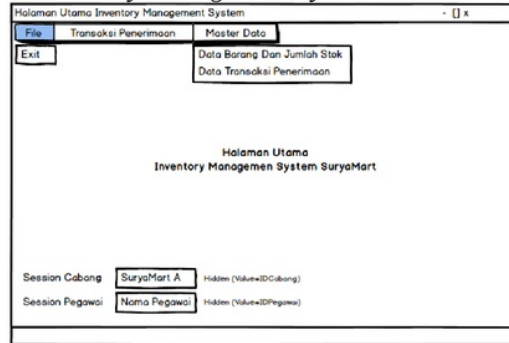 Halaman Utama Inventory Management System - [] x
File Transaksi Penerimaan Master Data
Exit
Data Barang Dan Jumlah Stok
Data Transaksi Penerimaan
Halaman Utama
Inventory Managemen System SuryaMart
Session Cabang SuryaMart A Hidden (Value=IDCabang)
Session Pegawai Nama Pegawai Hidden (Value=IDPegawai)